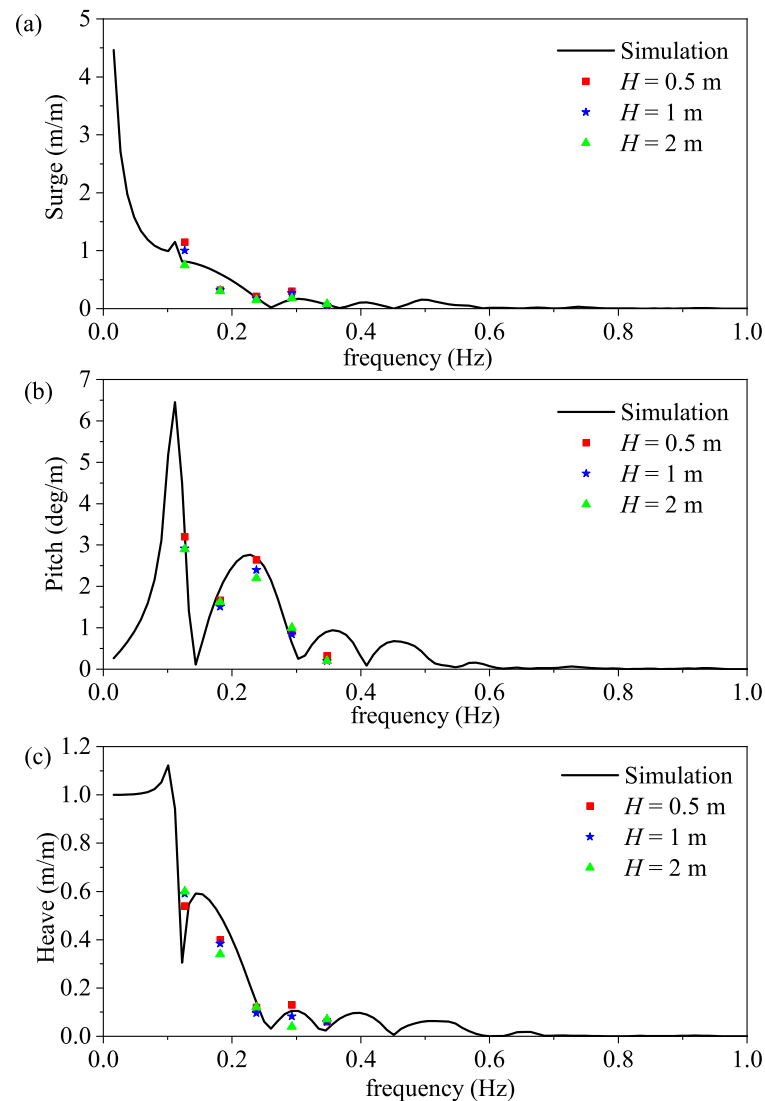 (a)
5
4
3
2
1
0
Surge (m/m)
Simulation
H = 0.5 m
H = 1 m
H = 2 m
0.0 0.2 0.4 0.6 0.8 1.0
frequency (Hz)
(b)
7
6
5
4
3
2
1
0
Pitch (deg/m)
Simulation
H = 0.5 m
H = 1 m
H = 2 m
0.0 0.2 0.4 0.6 0.8 1.0
frequency (Hz)
(c)
1.2
1.0
0.8
0.6
0.4
0.2
0.0
Heave (m/m)
Simulation
H = 0.5 m
H = 1 m
H = 2 m
0.0 0.2 0.4 0.6 0.8 1.0
frequency (Hz)